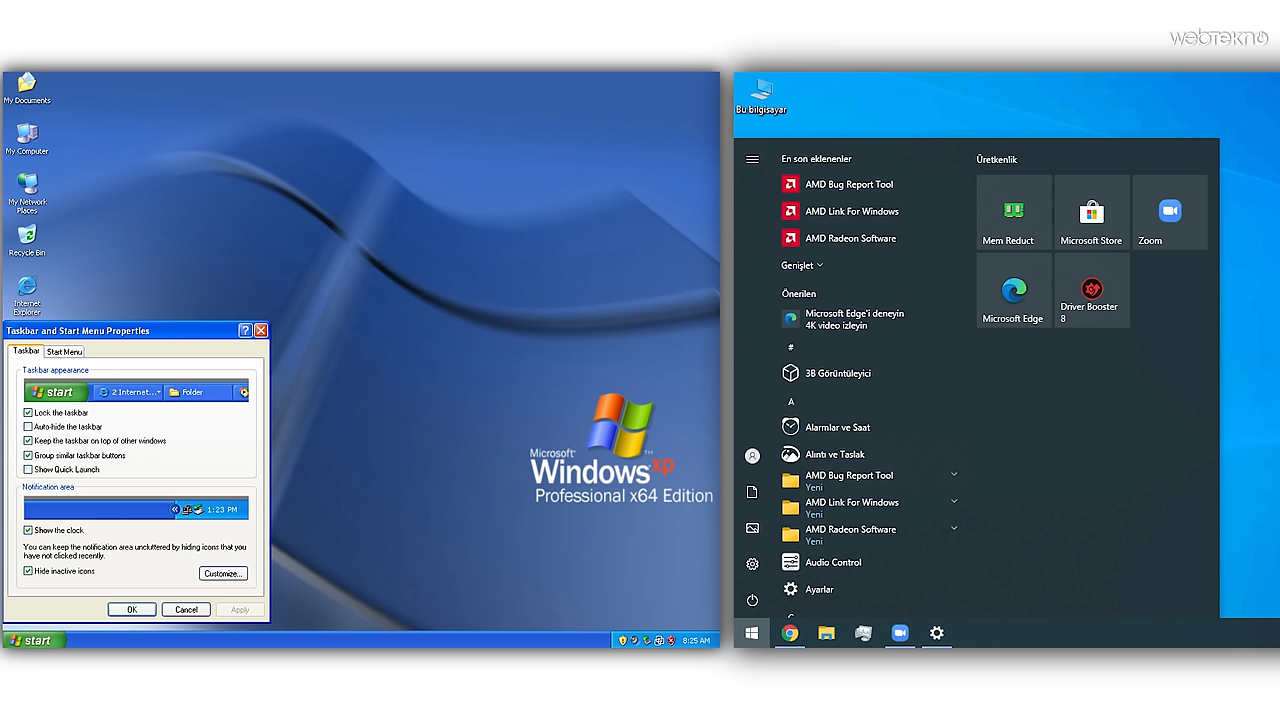 webtekno
My Documents
My Computer
My Network
Places
Recycle Bin
Internet
Explorer
Taskbar and Start Menu Properties
Taskbar
Start Menu
Taskbar appearance
start
2 Internet...
Folder
Lock the taskbar
Auto-hide the taskbar
Keep the taskbar on top of other windows
Group similar taskbar buttons
Show Quick Launch
Notification area
1:23 PM
Show the clock
You can keep the notification area uncluttered by hiding icons that you
have not clicked recently.
Hide inactive icons
Customize...
OK
Cancel
Apply
Microsoft
Windows xp
TM
Professional x64 Edition
start
8:25 AM
Bu bilgisayar
En son eklenenler
AMD Bug Report Tool
AMD Link For Windows
AMD Radeon Software
Genişlet
Önerilen
Microsoft Edge'i deneyin
4K video izleyin
#
3B Görüntüleyici
A
Alarmlar ve Saat
Alıntı ve Taslak
AMD Bug Report Tool
Yeni
AMD Link For Windows
Yeni
AMD Radeon Software
Yeni
Audio Control
Ayarlar
Üretkenlik
Mem Reduct
Microsoft Store
Zoom
Microsoft Edge
Driver Booster
8